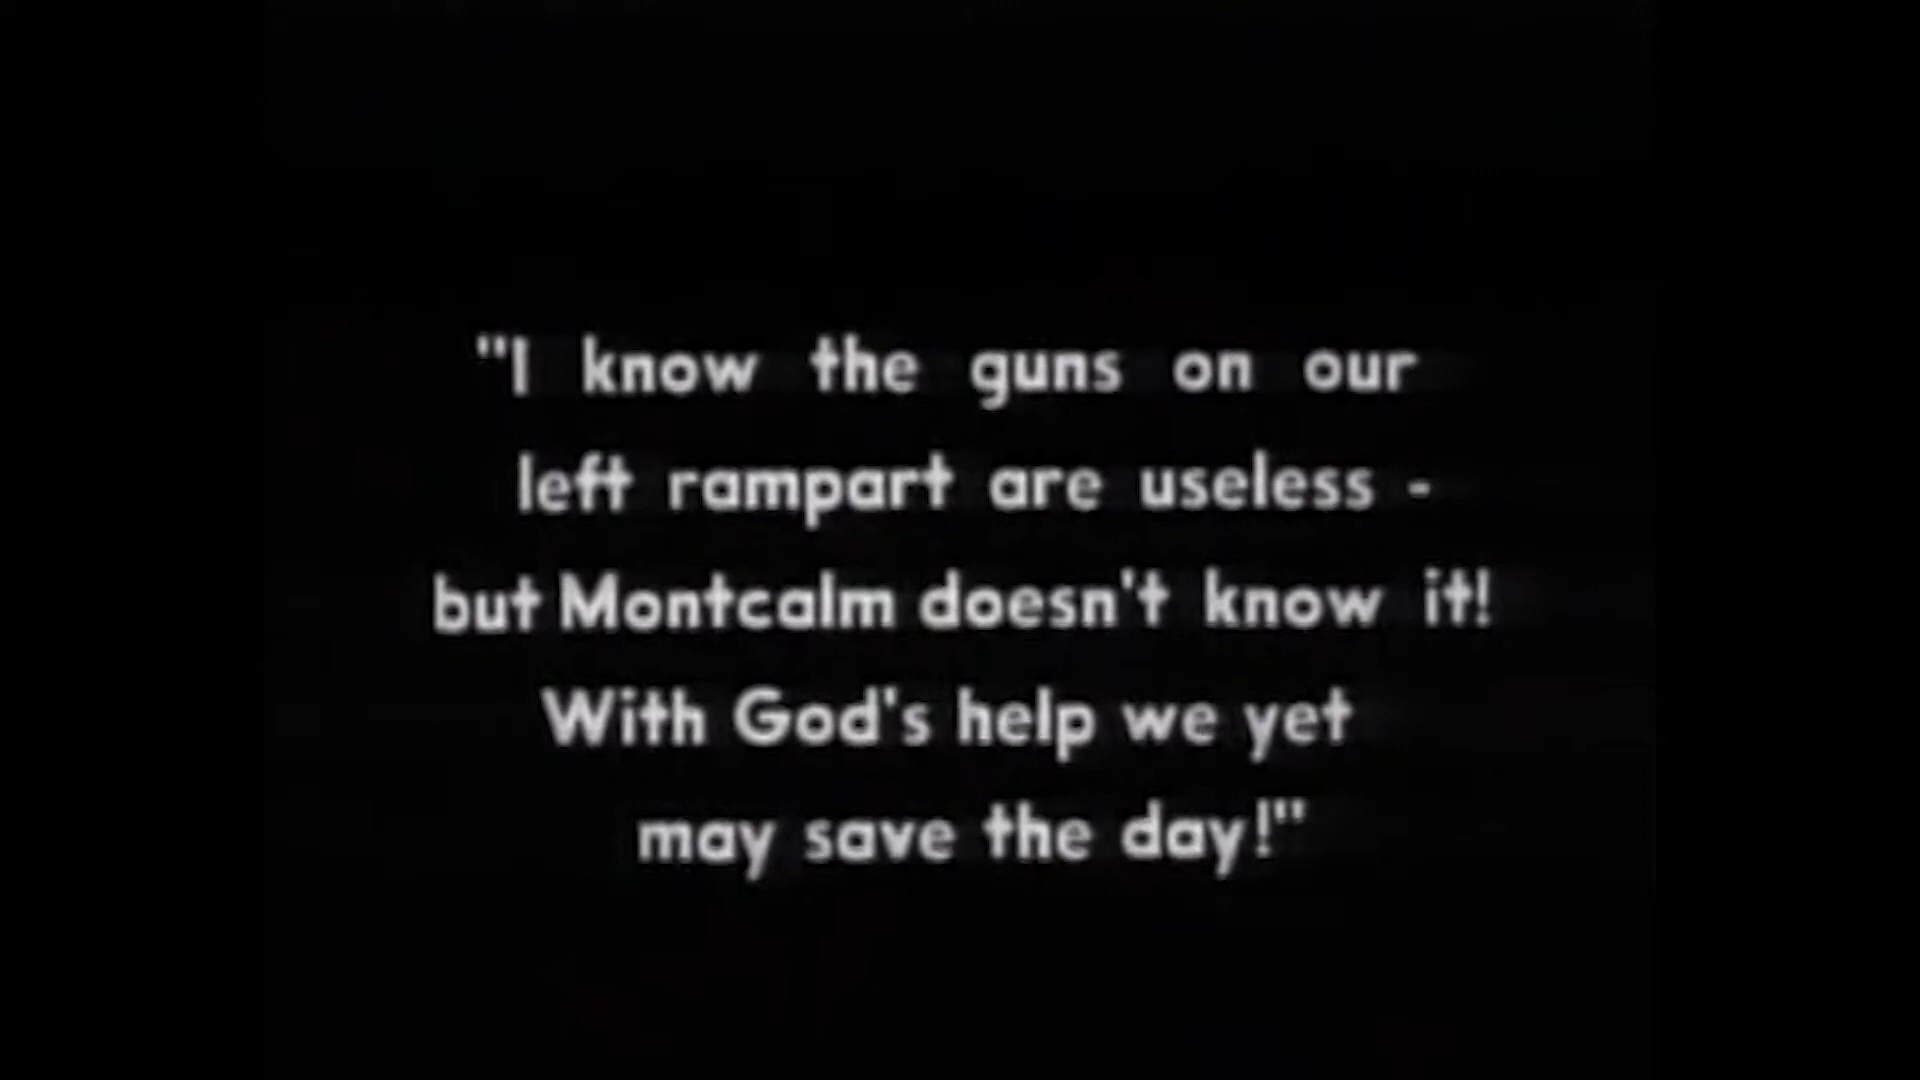 "I know the guns on our
left rampart are useless -
but Montcalm doesn't know it!
With God's help we yet
may save the day!"